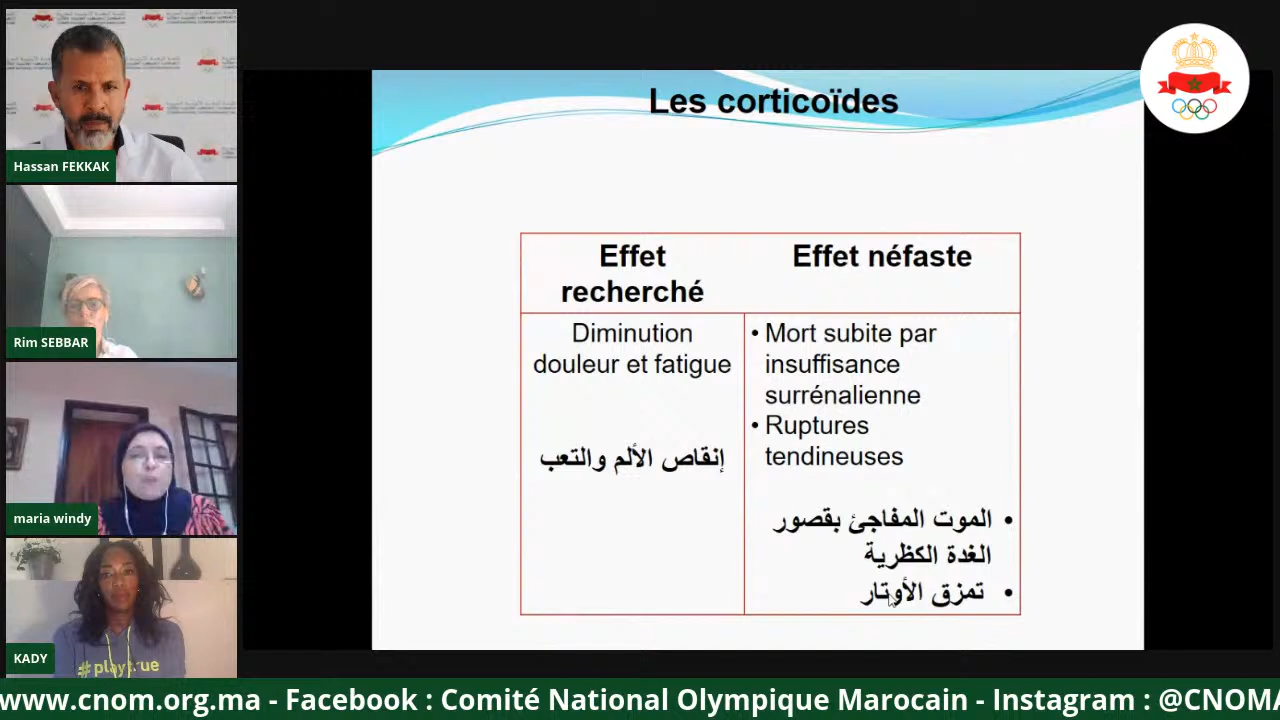 Hassan FEKKAK
Rim SEBBAR
maria windy
KADY
#playtrue
Les corticoïdes
Effet
recherché
Effet néfaste
Diminution
douleur et fatigue
إنقاص الألم والتعب
• Mort subite par
insuffisance
surrénalienne
• Ruptures
tendineuses
• الموت المفاجئ بقصور
الغدة الكظرية
• تمزق الأوتار
www.cnom.org.ma - Facebook : Comité National Olympique Marocain - Instagram : @CNOMA